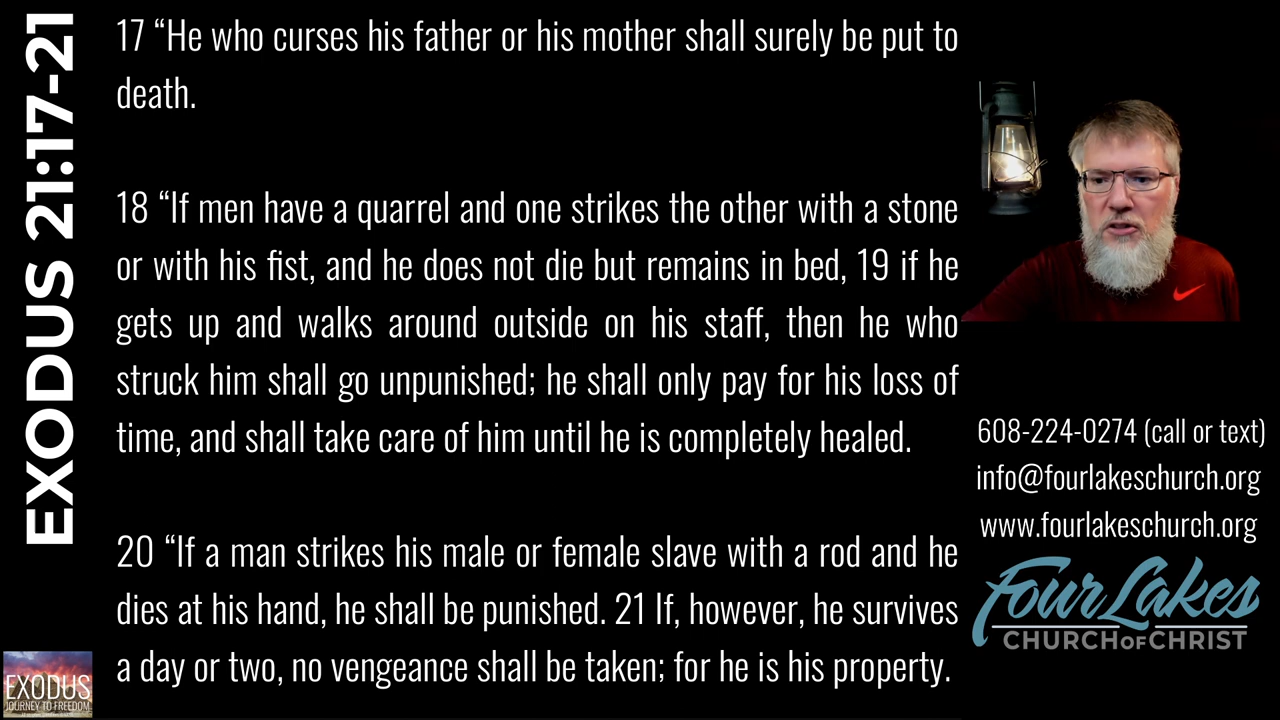 EXODUS 21:17-21
17 “He who curses his father or his mother shall surely be put to
death.
18 “If men have a quarrel and one strikes the other with a stone
or with his fist, and he does not die but remains in bed, 19 if he
gets up and walks around outside on his staff, then he who
struck him shall go unpunished; he shall only pay for his loss of
time, and shall take care of him until he is completely healed.
20 “If a man strikes his male or female slave with a rod and he
dies at his hand, he shall be punished. 21 If, however, he survives
a day or two, no vengeance shall be taken; for he is his property.
608-224-0274 (call or text)
info@fourlakeschurch.org
www.fourlakeschurch.org
Four Lakes
CHURCH OF CHRIST
EXODUS
JOURNEY TO FREEDOM